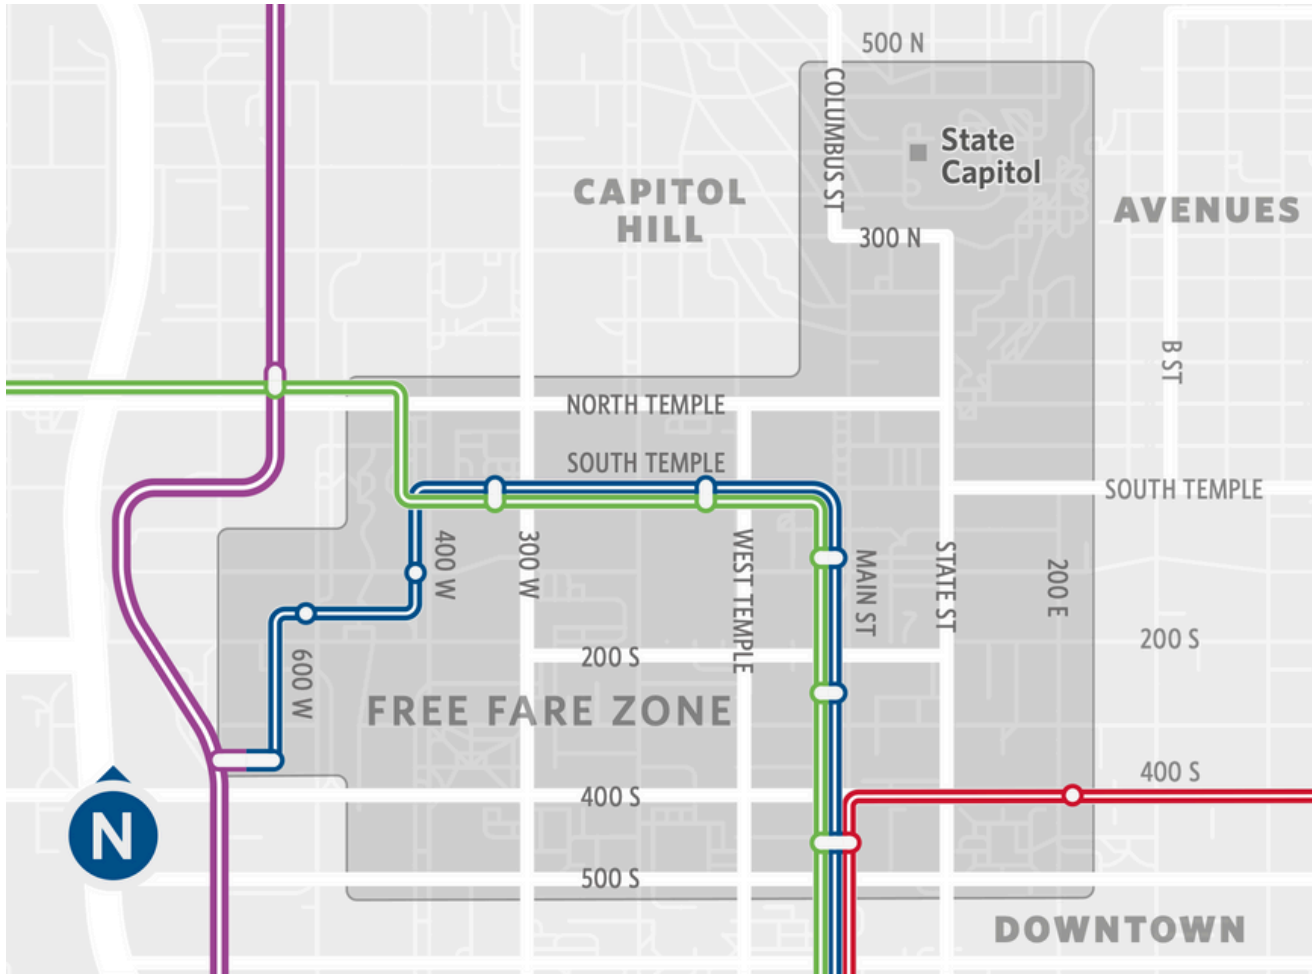 500 N
COLUMBUS ST
State
Capitol
CAPITOL
HILL
AVENUES
300 N
B ST
NORTH TEMPLE
SOUTH TEMPLE
SOUTH TEMPLE
400 W
300 W
WEST TEMPLE
MAIN ST
STATE ST
200 E
200 S
200 S
600 W
FREE FARE ZONE
400 S
400 S
N
500 S
DOWNTOWN